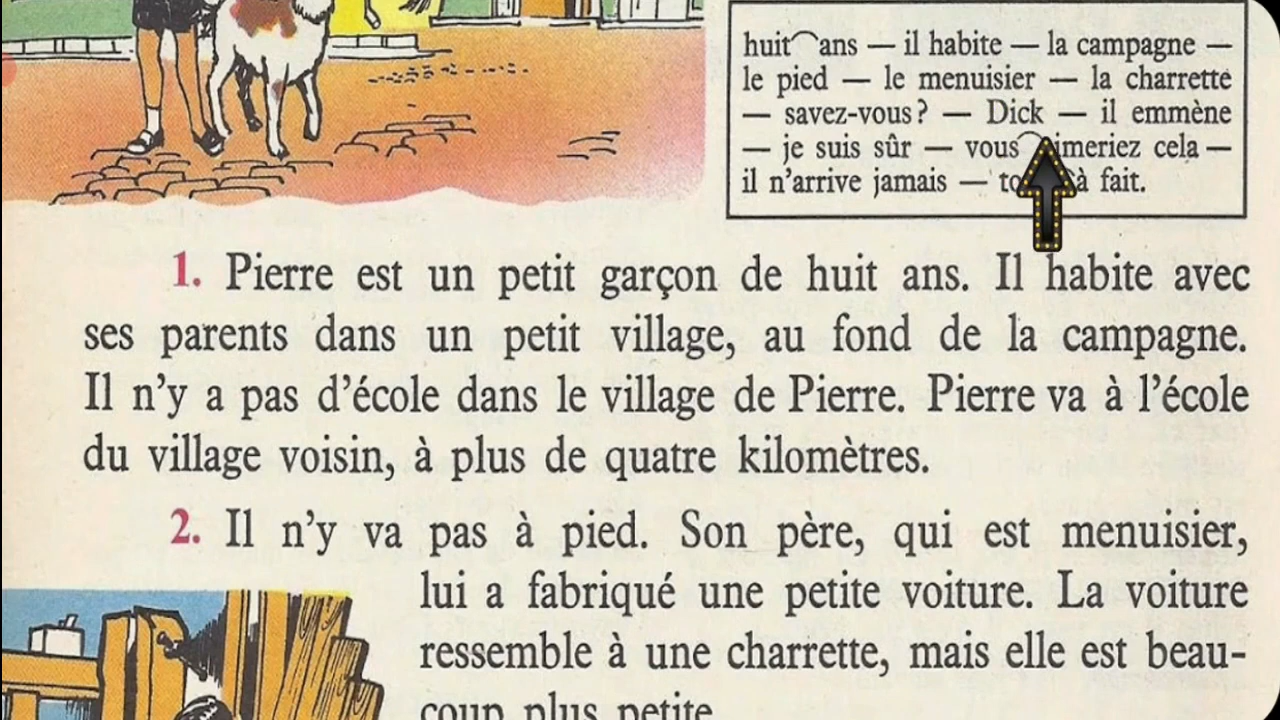 huit ans — il habite — la campagne —
le pied — le menuisier — la charrette
— savez-vous? — Dick — il emmène
— je suis sûr — vous aimeriez cela —
il n'arrive jamais — à fait.
1. Pierre est un petit garçon de huit ans. Il habite avec
ses parents dans un petit village, au fond de la campagne.
Il n'y a pas d'école dans le village de Pierre. Pierre va à l'école
du village voisin, à plus de quatre kilomètres.
2. Il n'y va pas à pied. Son père, qui est menuisier,
lui a fabriqué une petite voiture. La voiture
ressemble à une charrette, mais elle est beau-
coup plus petite